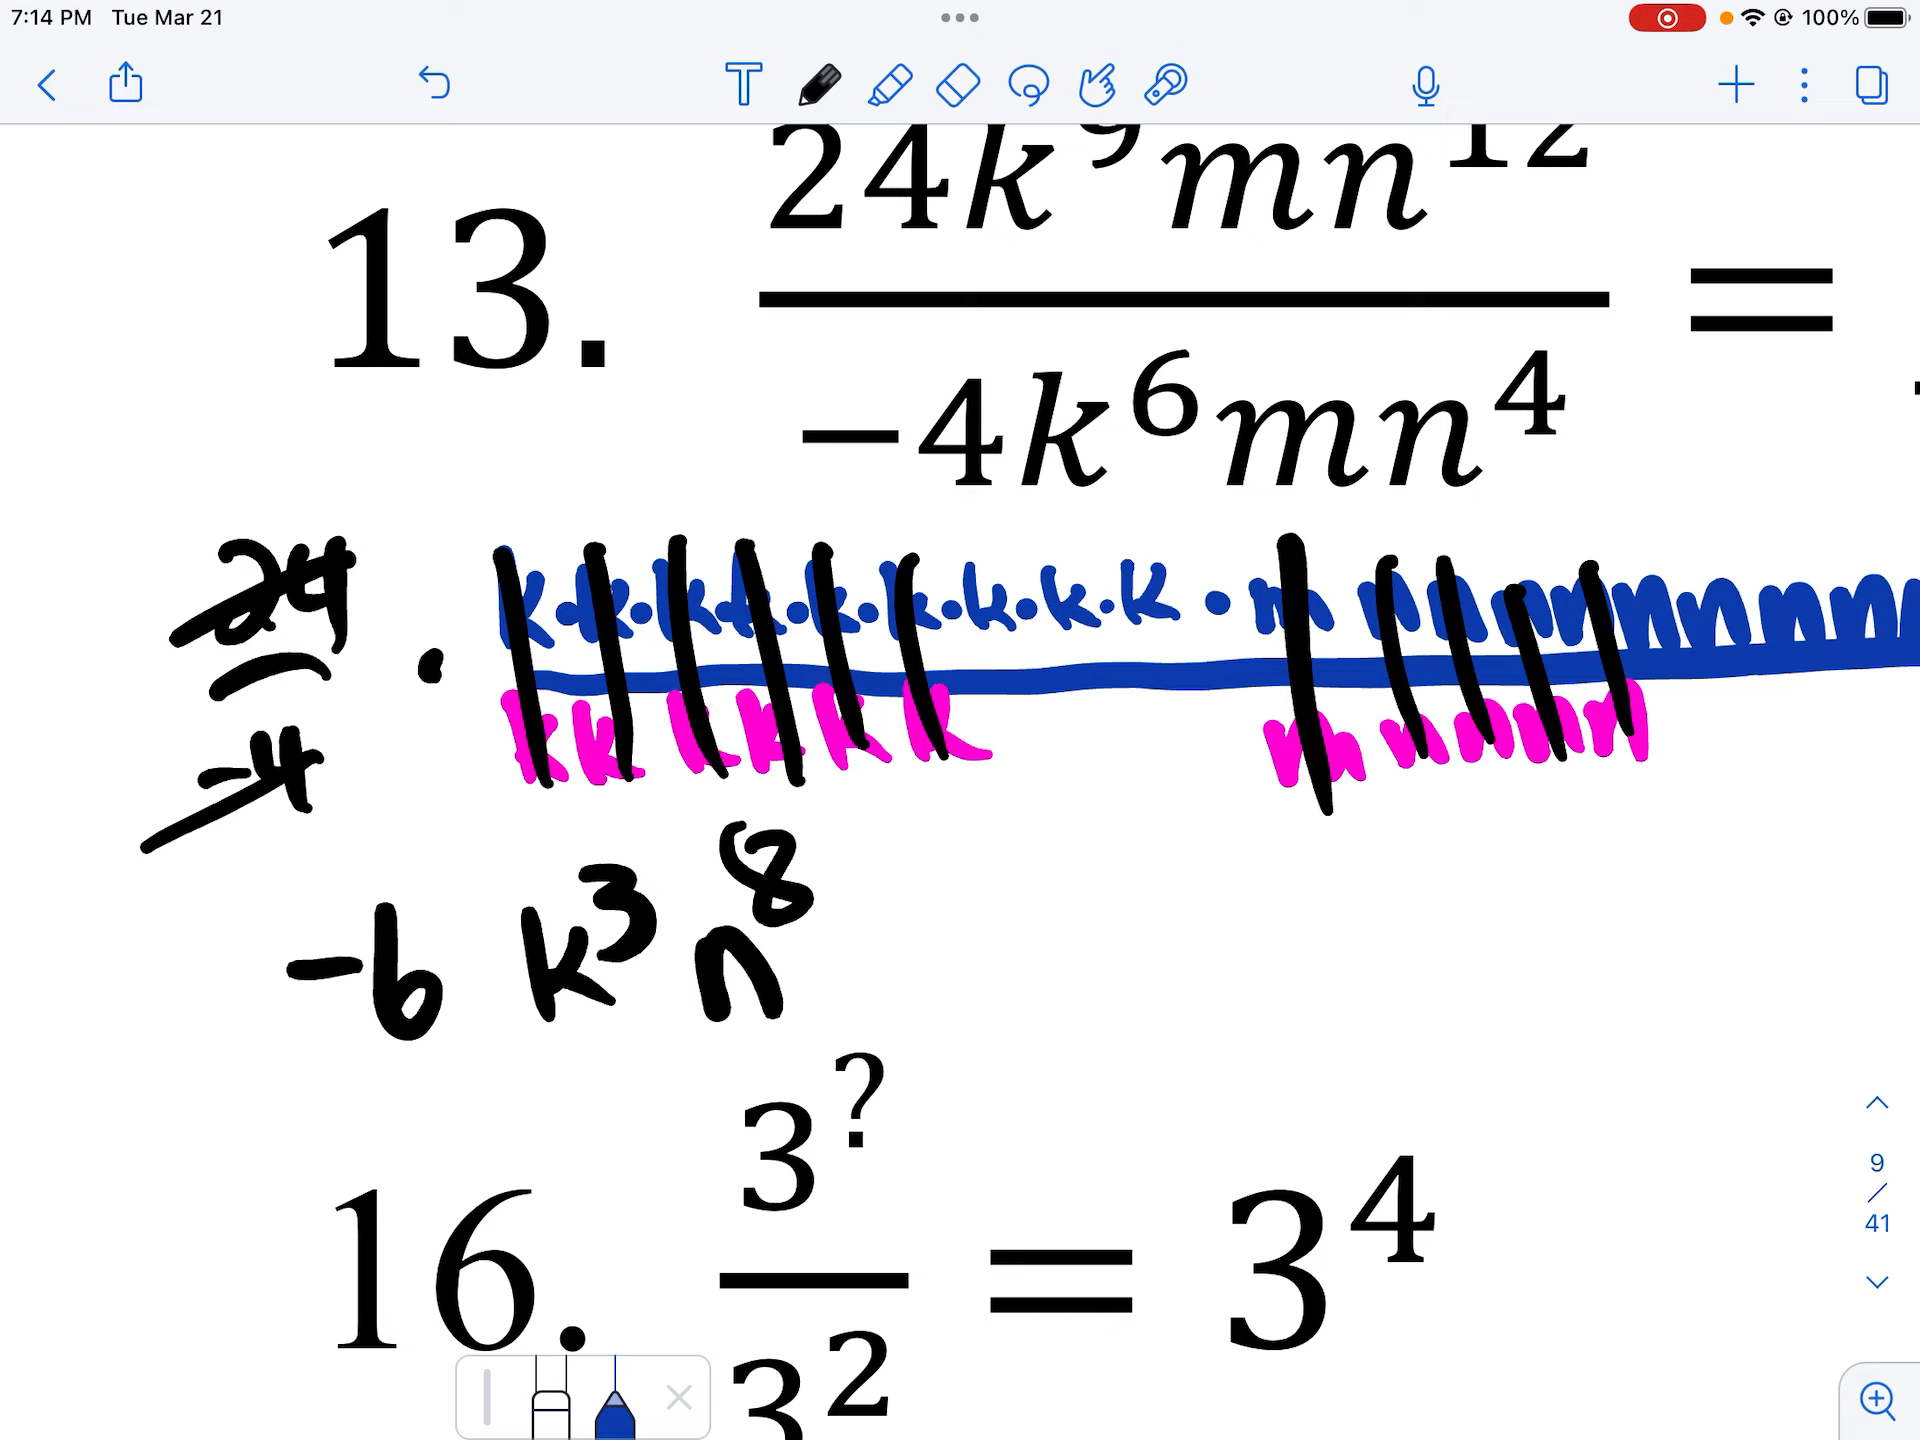 7:14 PM Tue Mar 21 100%
13. 24k⁹mn¹² / −4k⁶mn⁴ =
24 / −4 · k·k·k·k·k·k·k·k·k · m n n n n n n n n n / k k k k k k m n n n n
−6 k³ n⁸
16. 3^? / 3² = 3⁴
9 / 41